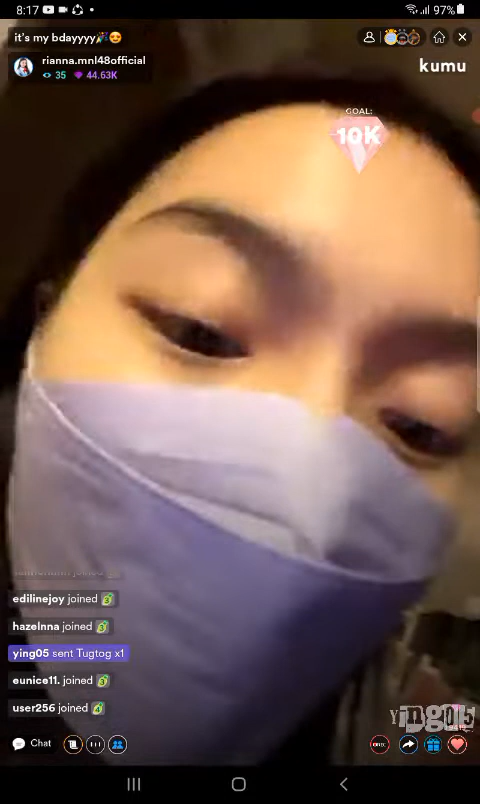 8:17 97%
it's my bdayyyy🎉😍
rianna.mnl48official
35 44.63K
kumu
GOAL:
10K
edilinejoy joined
hazelnna joined
ying05 sent Tugtog x1
eunice11. joined
user256 joined
Ying05
Chat